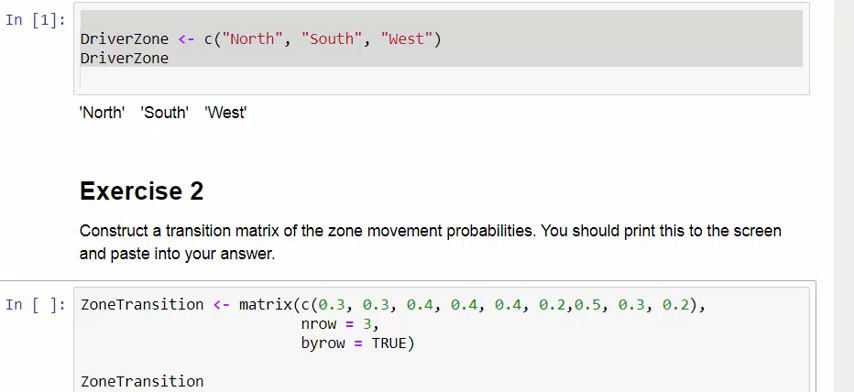 In [1]:
DriverZone <- c("North", "South", "West")
DriverZone
'North' 'South' 'West'
Exercise 2
Construct a transition matrix of the zone movement probabilities. You should print this to the screen
and paste into your answer.
In [ ]: ZoneTransition <- matrix(c(0.3, 0.3, 0.4, 0.4, 0.4, 0.2,0.5, 0.3, 0.2),
nrow = 3,
byrow = TRUE)
ZoneTransition